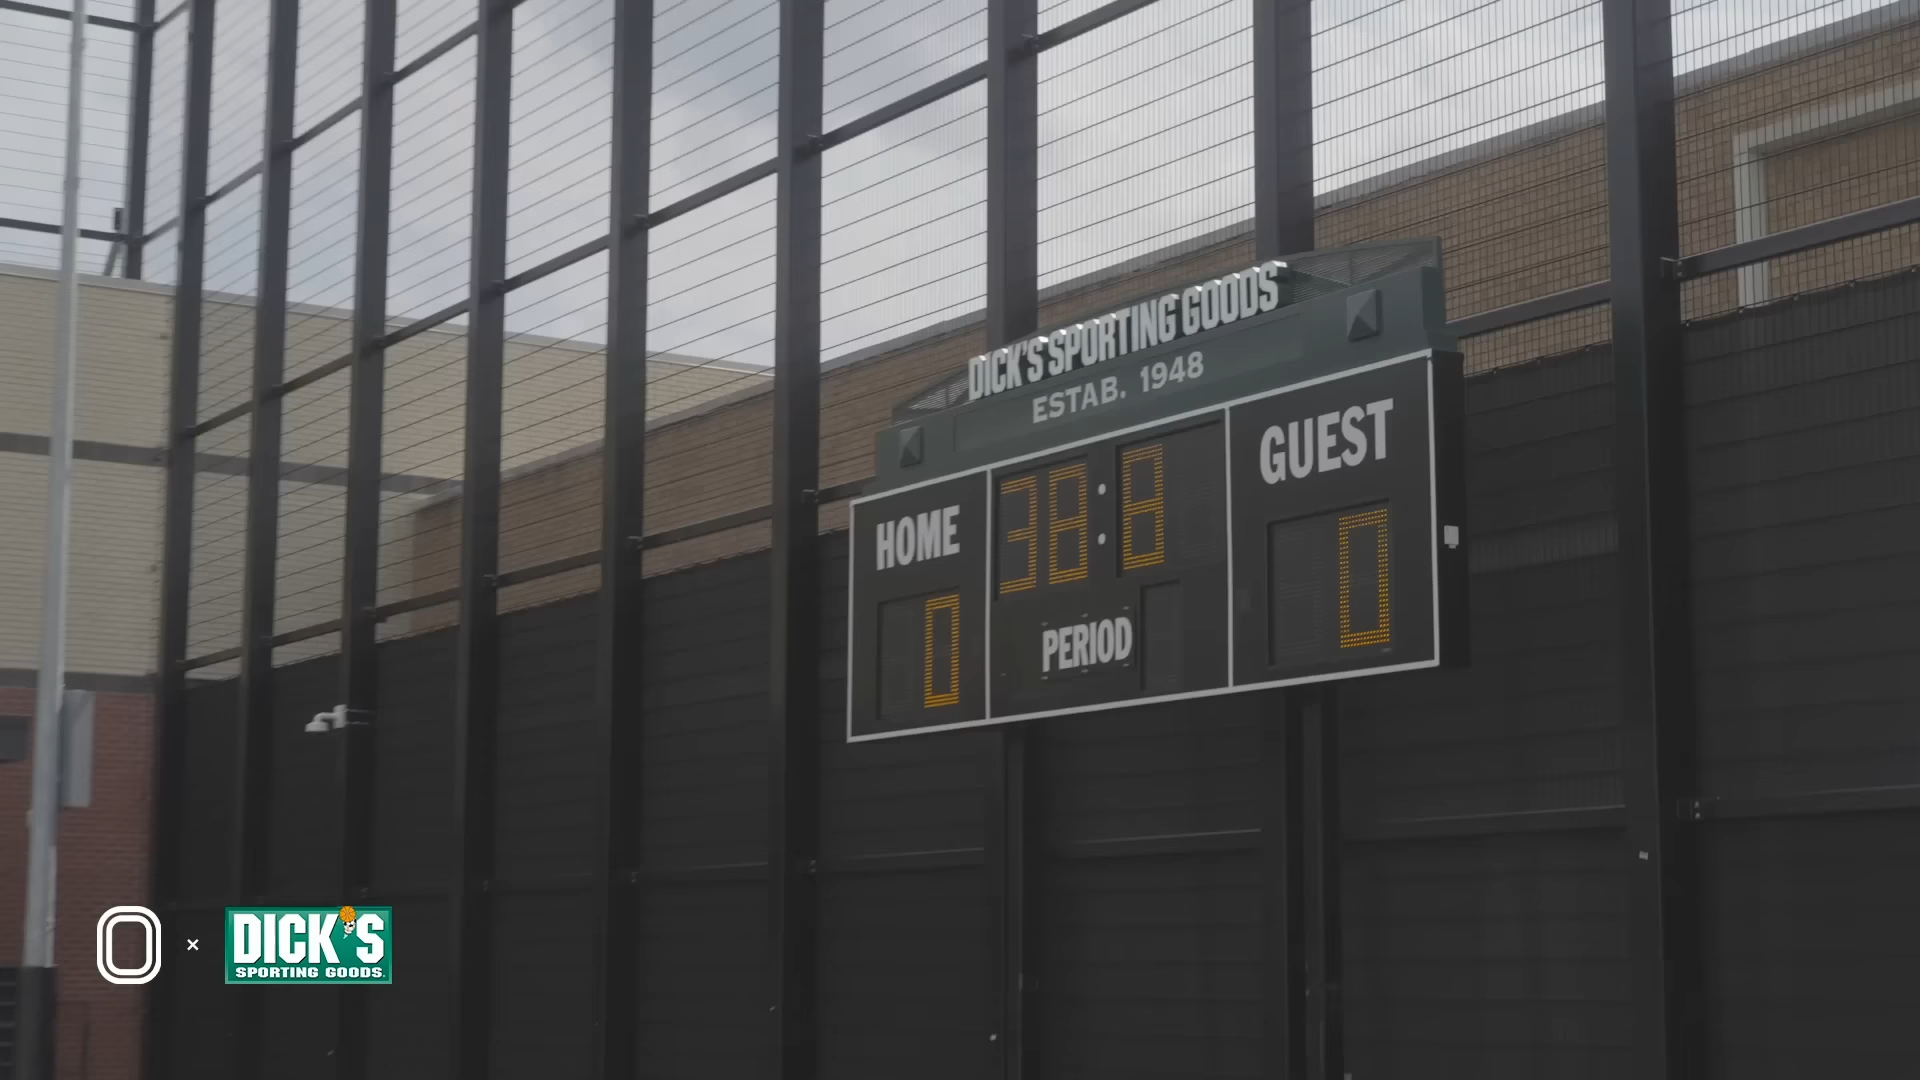 DICK'S SPORTING GOODS
ESTAB. 1948
HOME
38:8
GUEST
0
PERIOD
0
×
DICK'S
SPORTING GOODS.